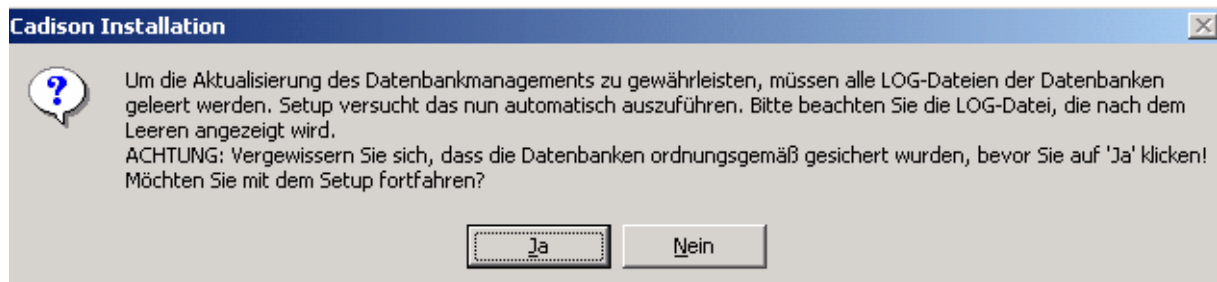 Cadison Installation
Um die Aktualisierung des Datenbankmanagements zu gewährleisten, müssen alle LOG-Dateien der Datenbanken
geleert werden. Setup versucht das nun automatisch auszuführen. Bitte beachten Sie die LOG-Datei, die nach dem
Leeren angezeigt wird.
ACHTUNG: Vergewissern Sie sich, dass die Datenbanken ordnungsgemäß gesichert wurden, bevor Sie auf 'Ja' klicken!
Möchten Sie mit dem Setup fortfahren?
Ja Nein